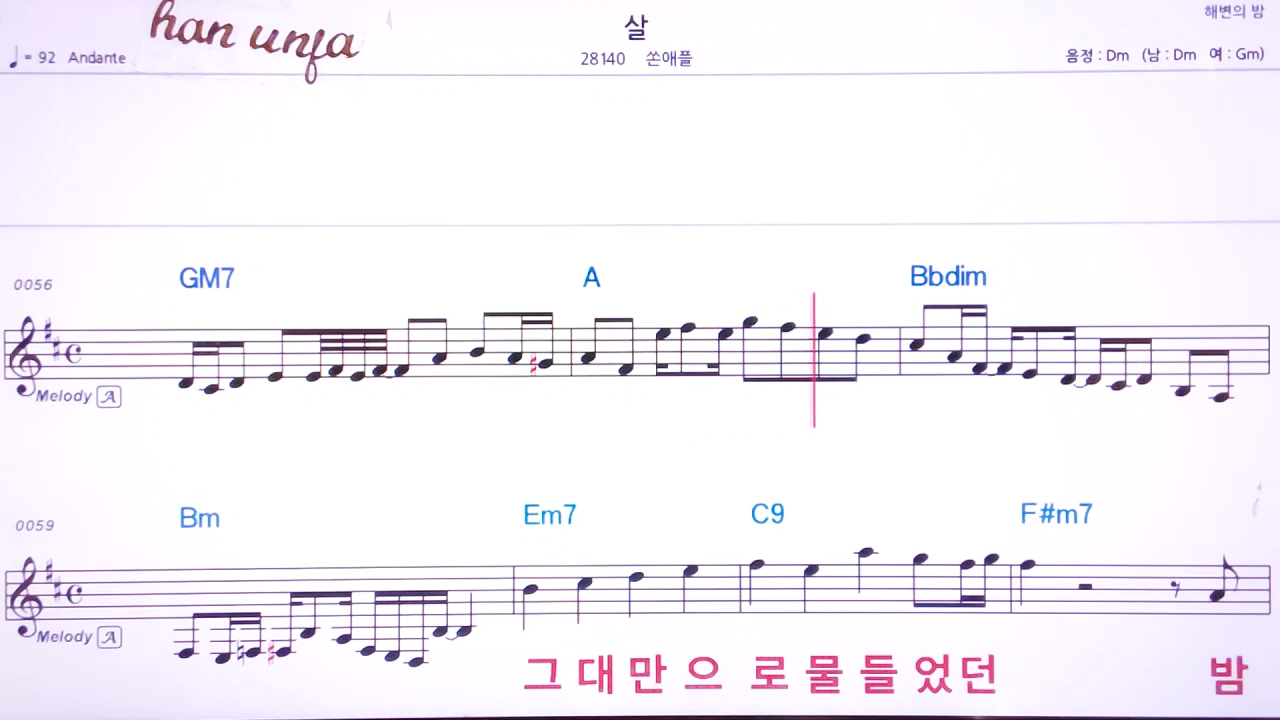 han unfa
살
해변의 밤
♩ = 92 Andante
28140 쏜애플
음정 : Dm (남 : Dm 여 : Gm)
GM7 A Bbdim
0056
Melody A
Bm Em7 C9 F#m7
0059
Melody A
그대만으 로물들었던 밤